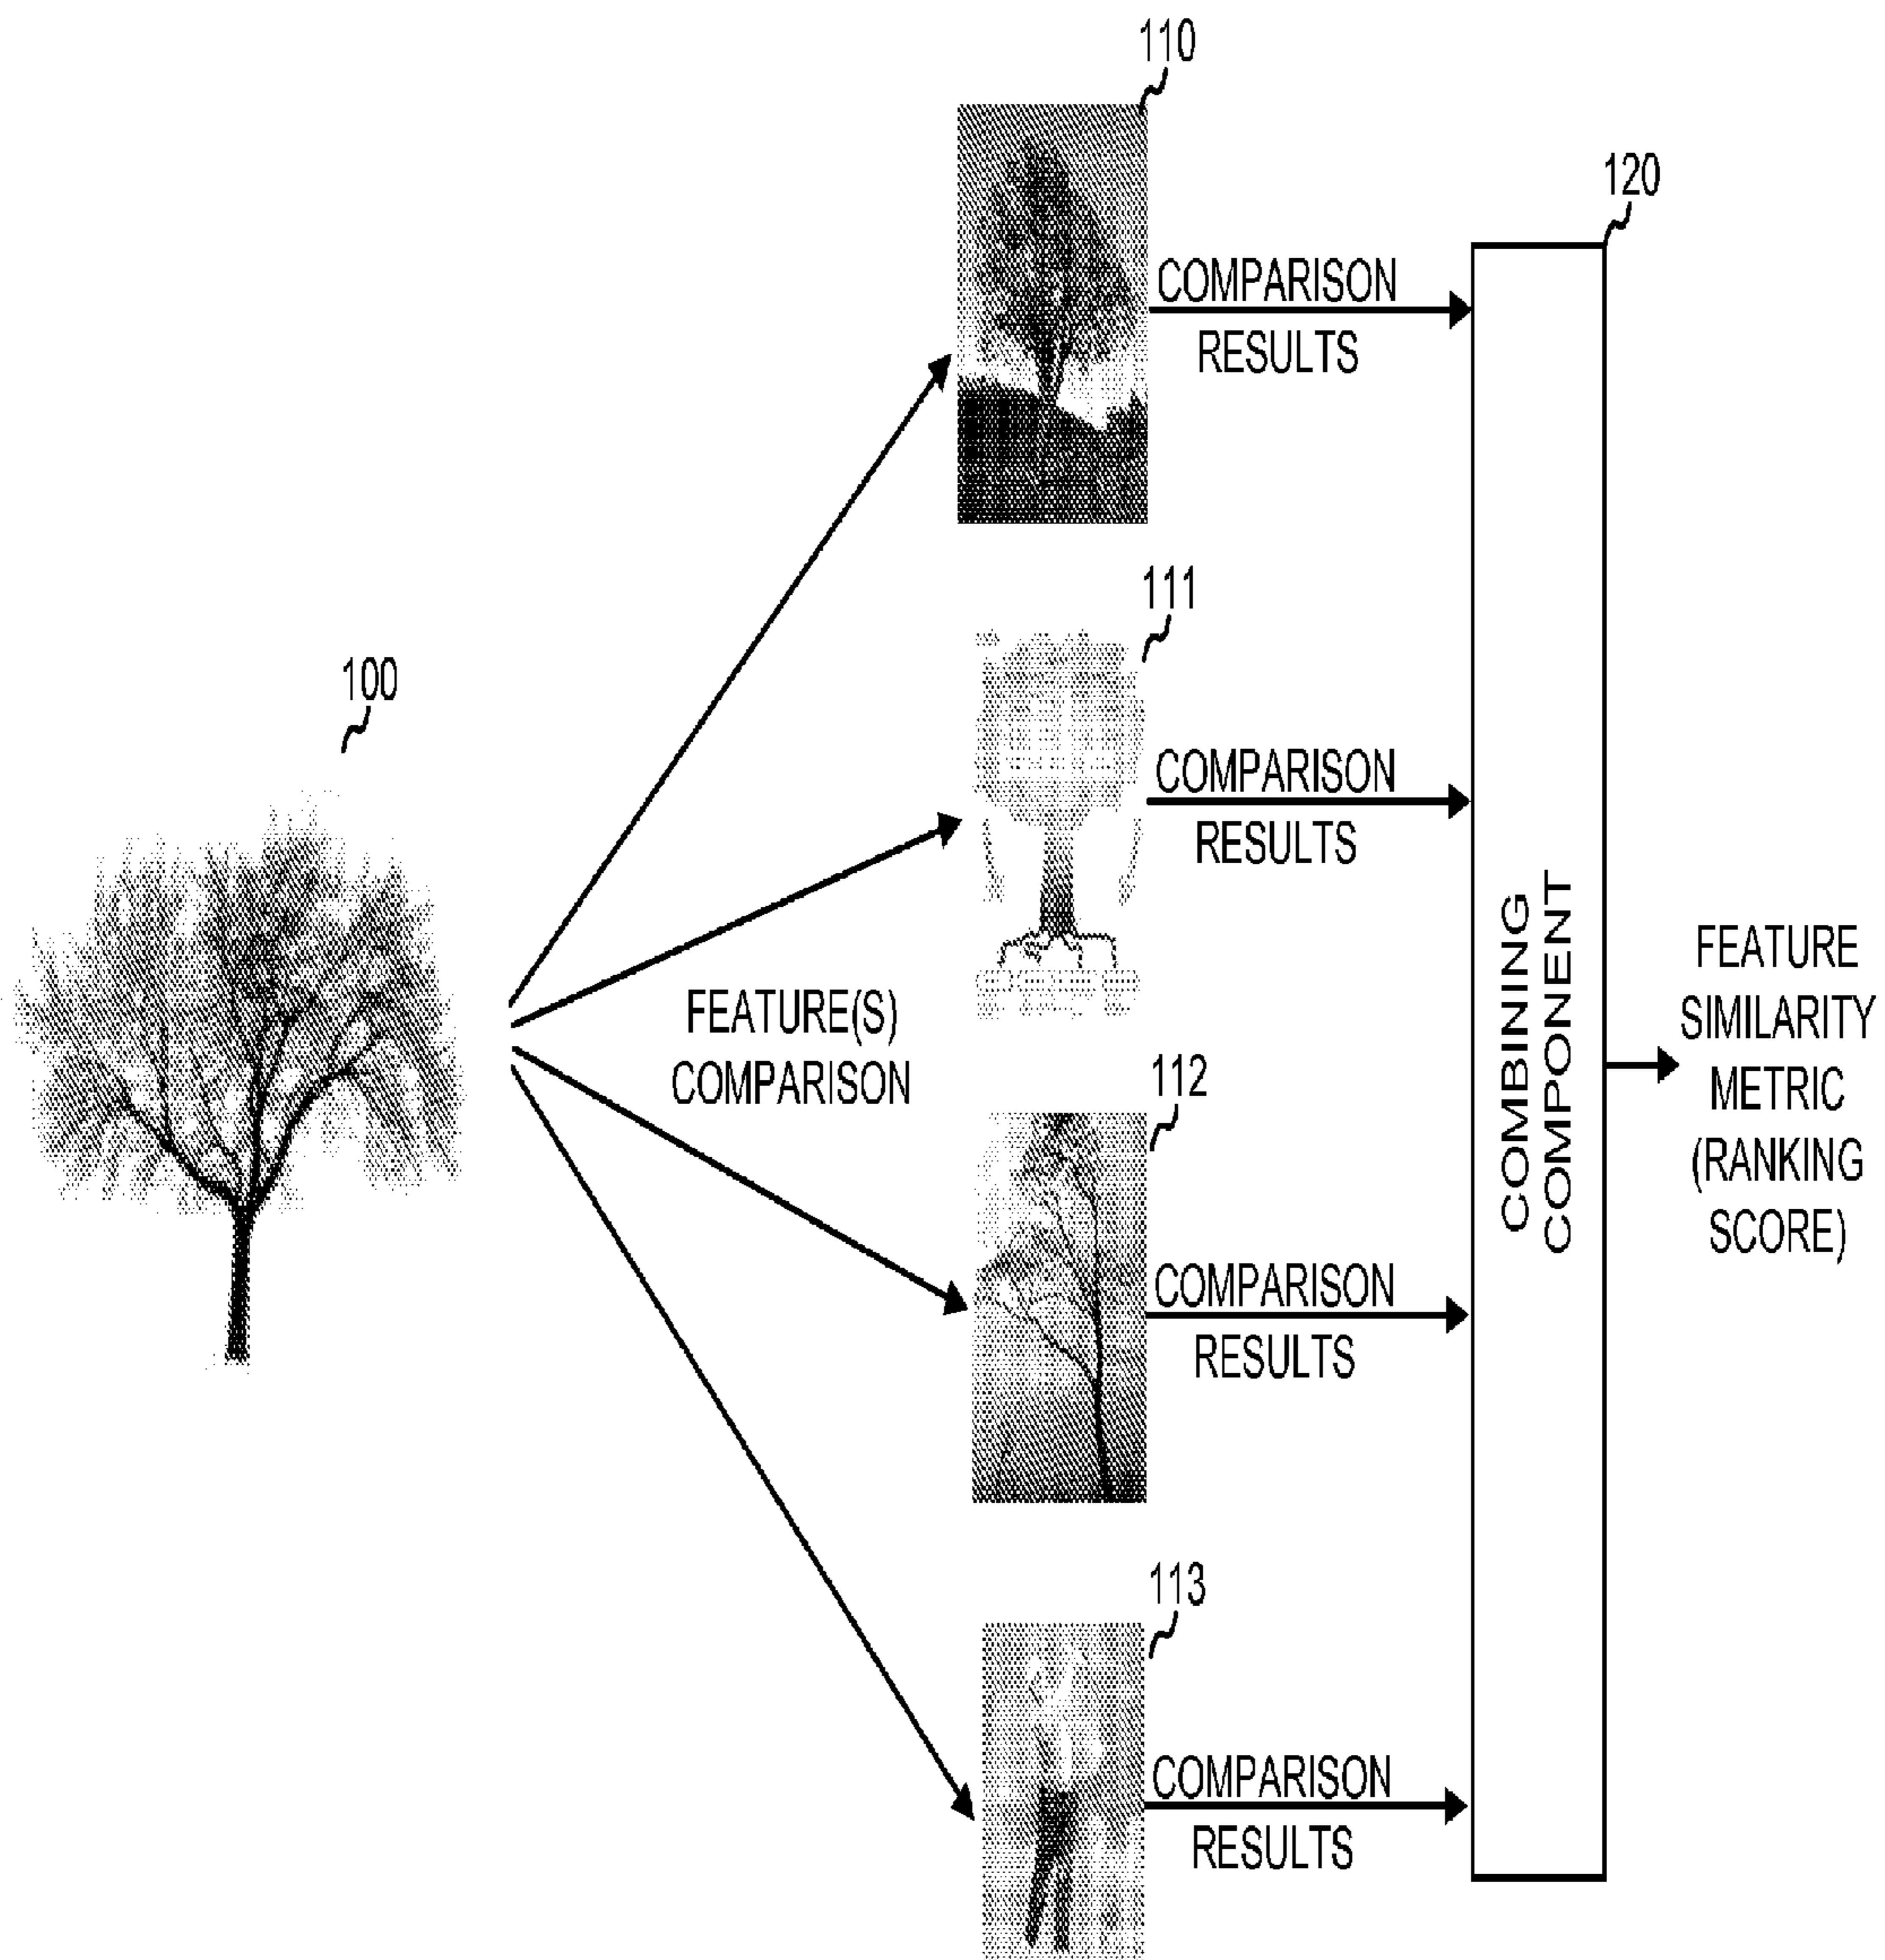 110
120
COMPARISON
RESULTS
111
100
COMPARISON
RESULTS
FEATURE(S)
COMPARISON
COMBINING
COMPONENT
FEATURE
SIMILARITY
METRIC
(RANKING
SCORE)
112
COMPARISON
RESULTS
113
COMPARISON
RESULTS